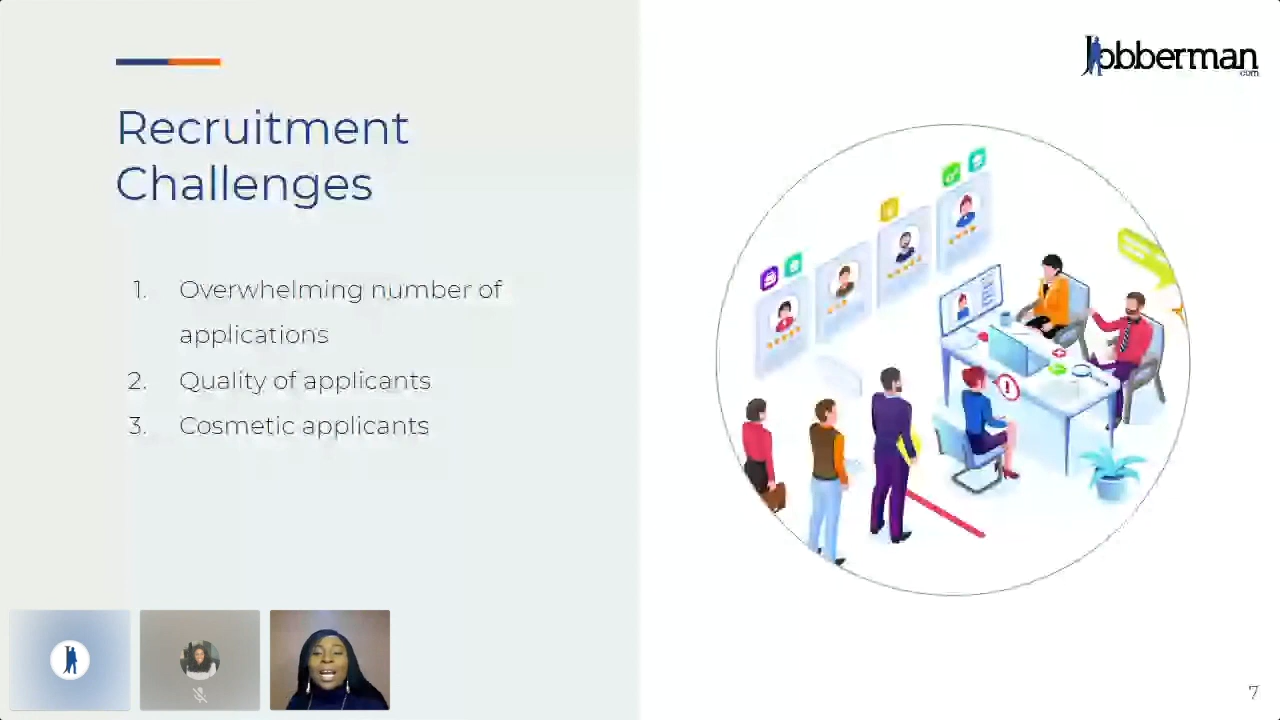 Jobberman
.com
Recruitment
Challenges
1. Overwhelming number of
applications
2. Quality of applicants
3. Cosmetic applicants
7